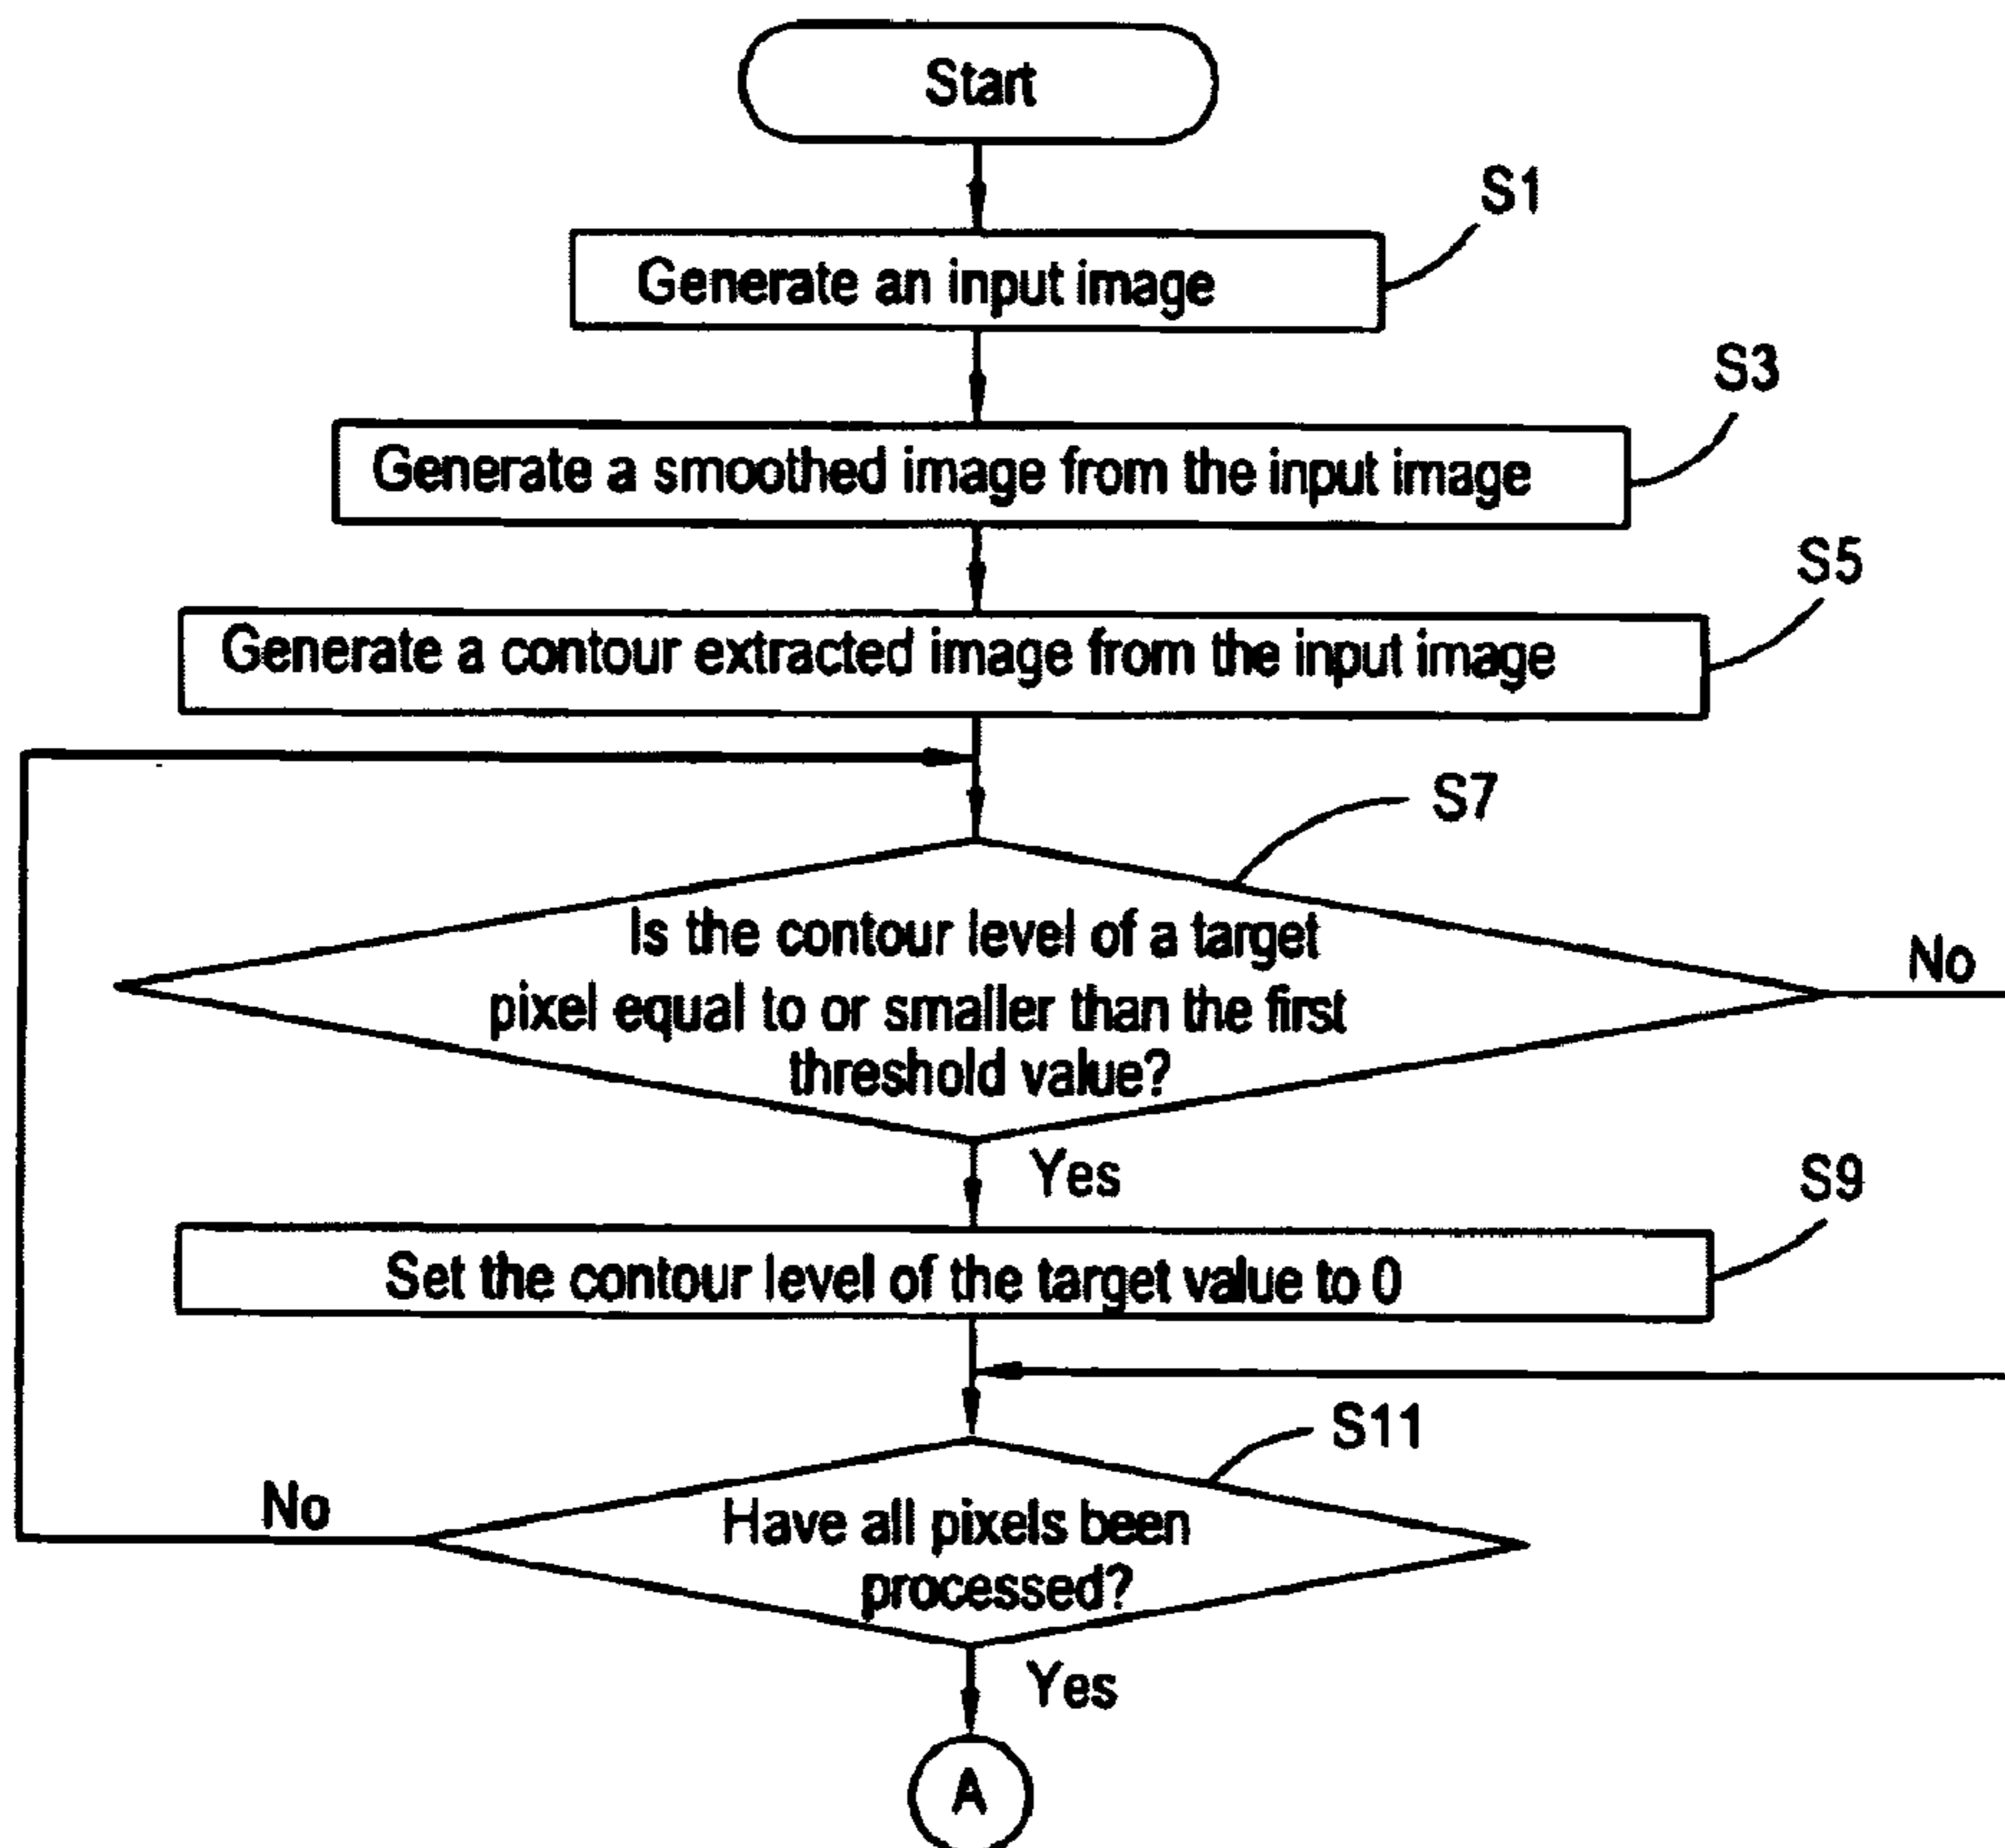 Start
S1
Generate an input image
S3
Generate a smoothed image from the input image
S5
Generate a contour extracted image from the input image
S7
Is the contour level of a target
pixel equal to or smaller than the first
threshold value?
No
Yes
S9
Set the contour level of the target value to 0
S11
No
Have all pixels been
processed?
Yes
A